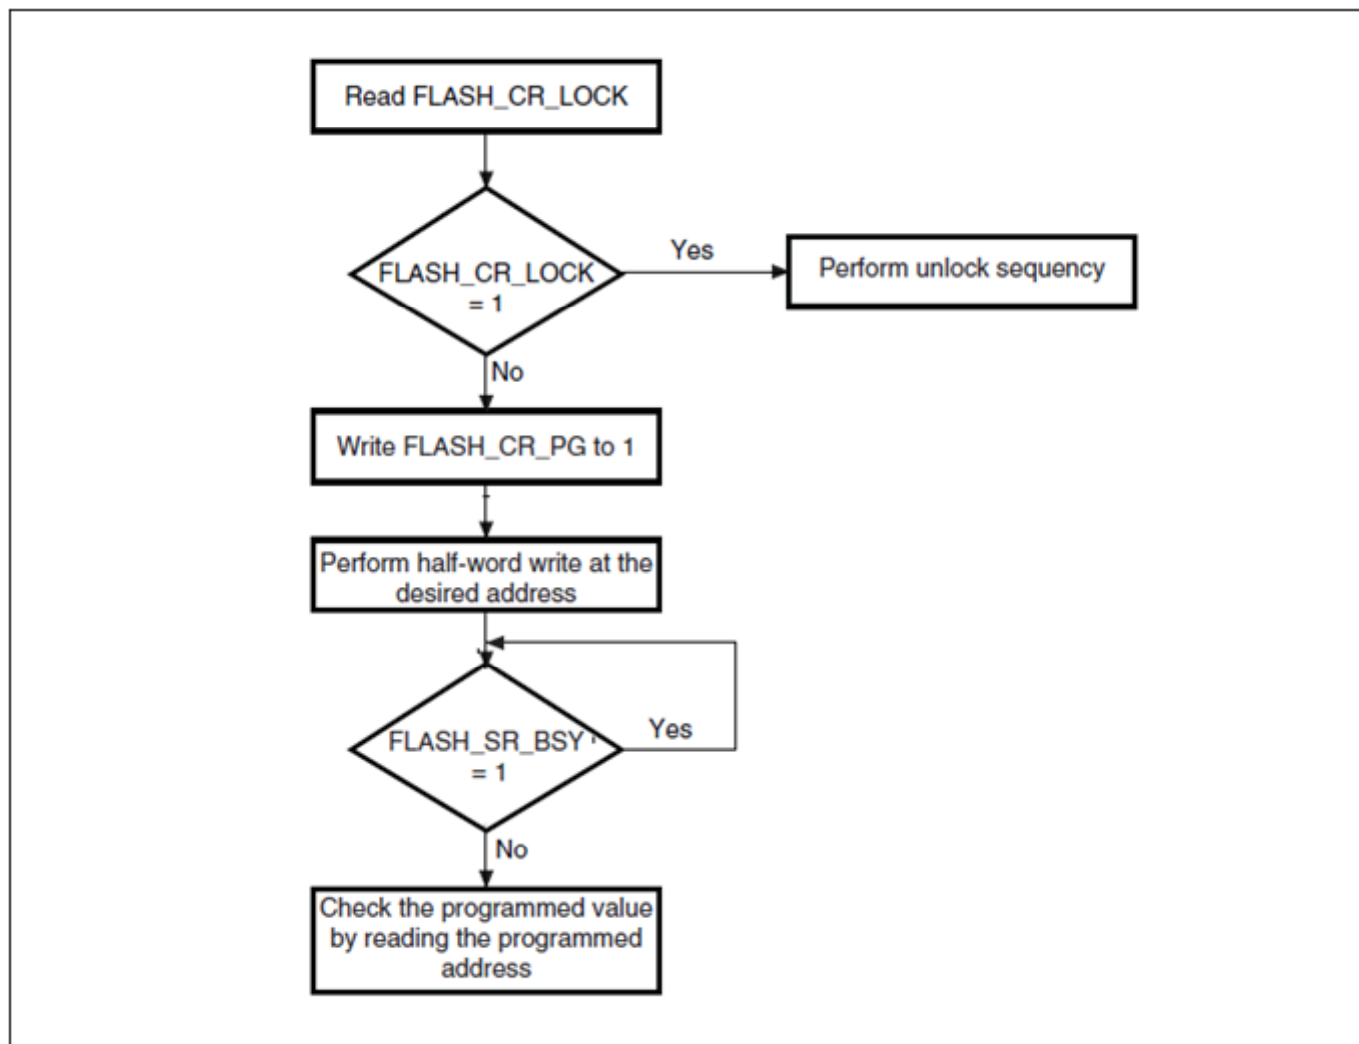 Read FLASH_CR_LOCK
FLASH_CR_LOCK
= 1
Yes
Perform unlock sequency
No
Write FLASH_CR_PG to 1
Perform half-word write at the
desired address
FLASH_SR_BSY
= 1
Yes
No
Check the programmed value
by reading the programmed
address